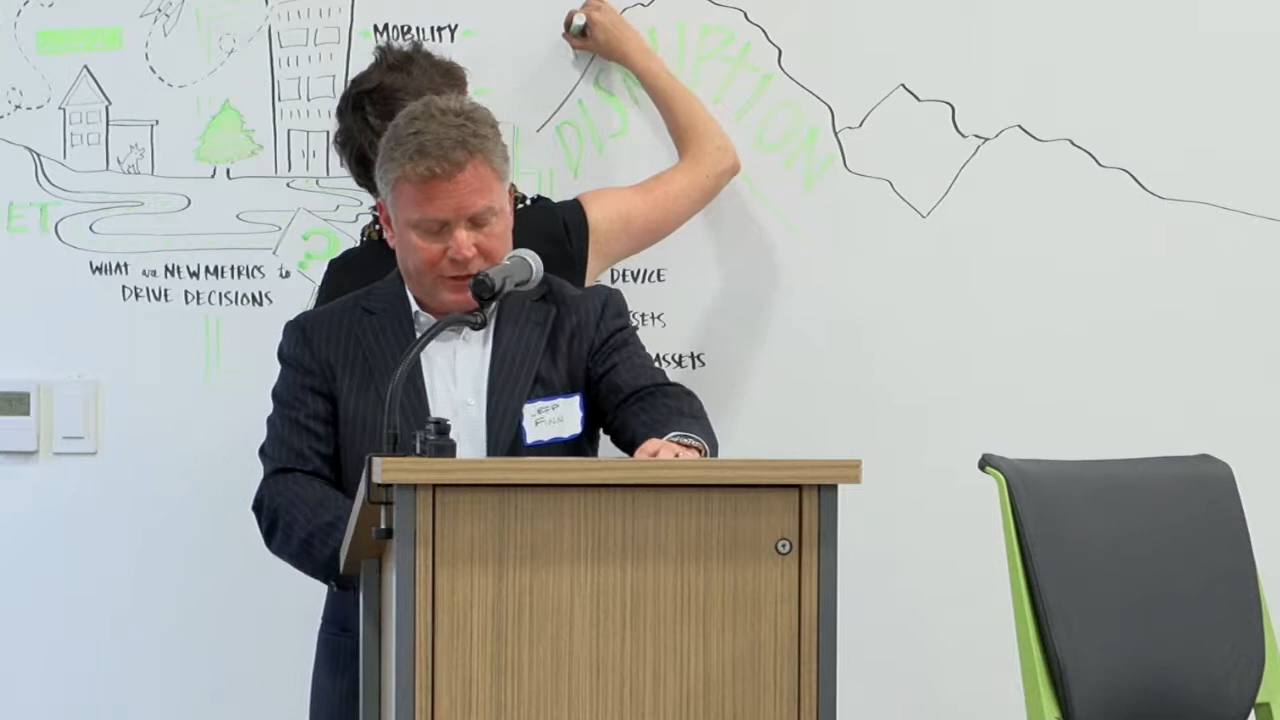 MOBILITY
DISRUPTION
ET
WHAT are NEW METRICS to
DRIVE DECISIONS
?
DEVICE
SETS
ASSETS
JEFF
FINN